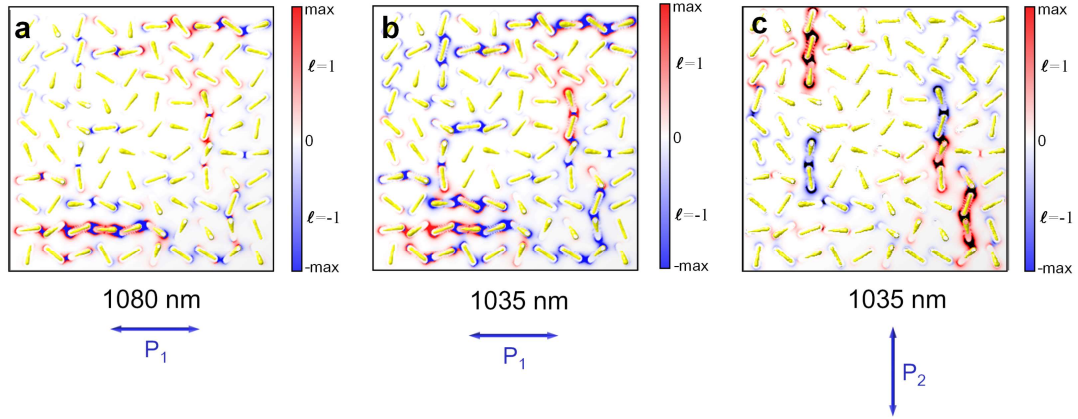 a
max
ℓ=1
0
ℓ=-1
-max
1080 nm
P1
b
max
ℓ=1
0
ℓ=-1
-max
1035 nm
P1
c
max
ℓ=1
0
ℓ=-1
-max
1035 nm
P2